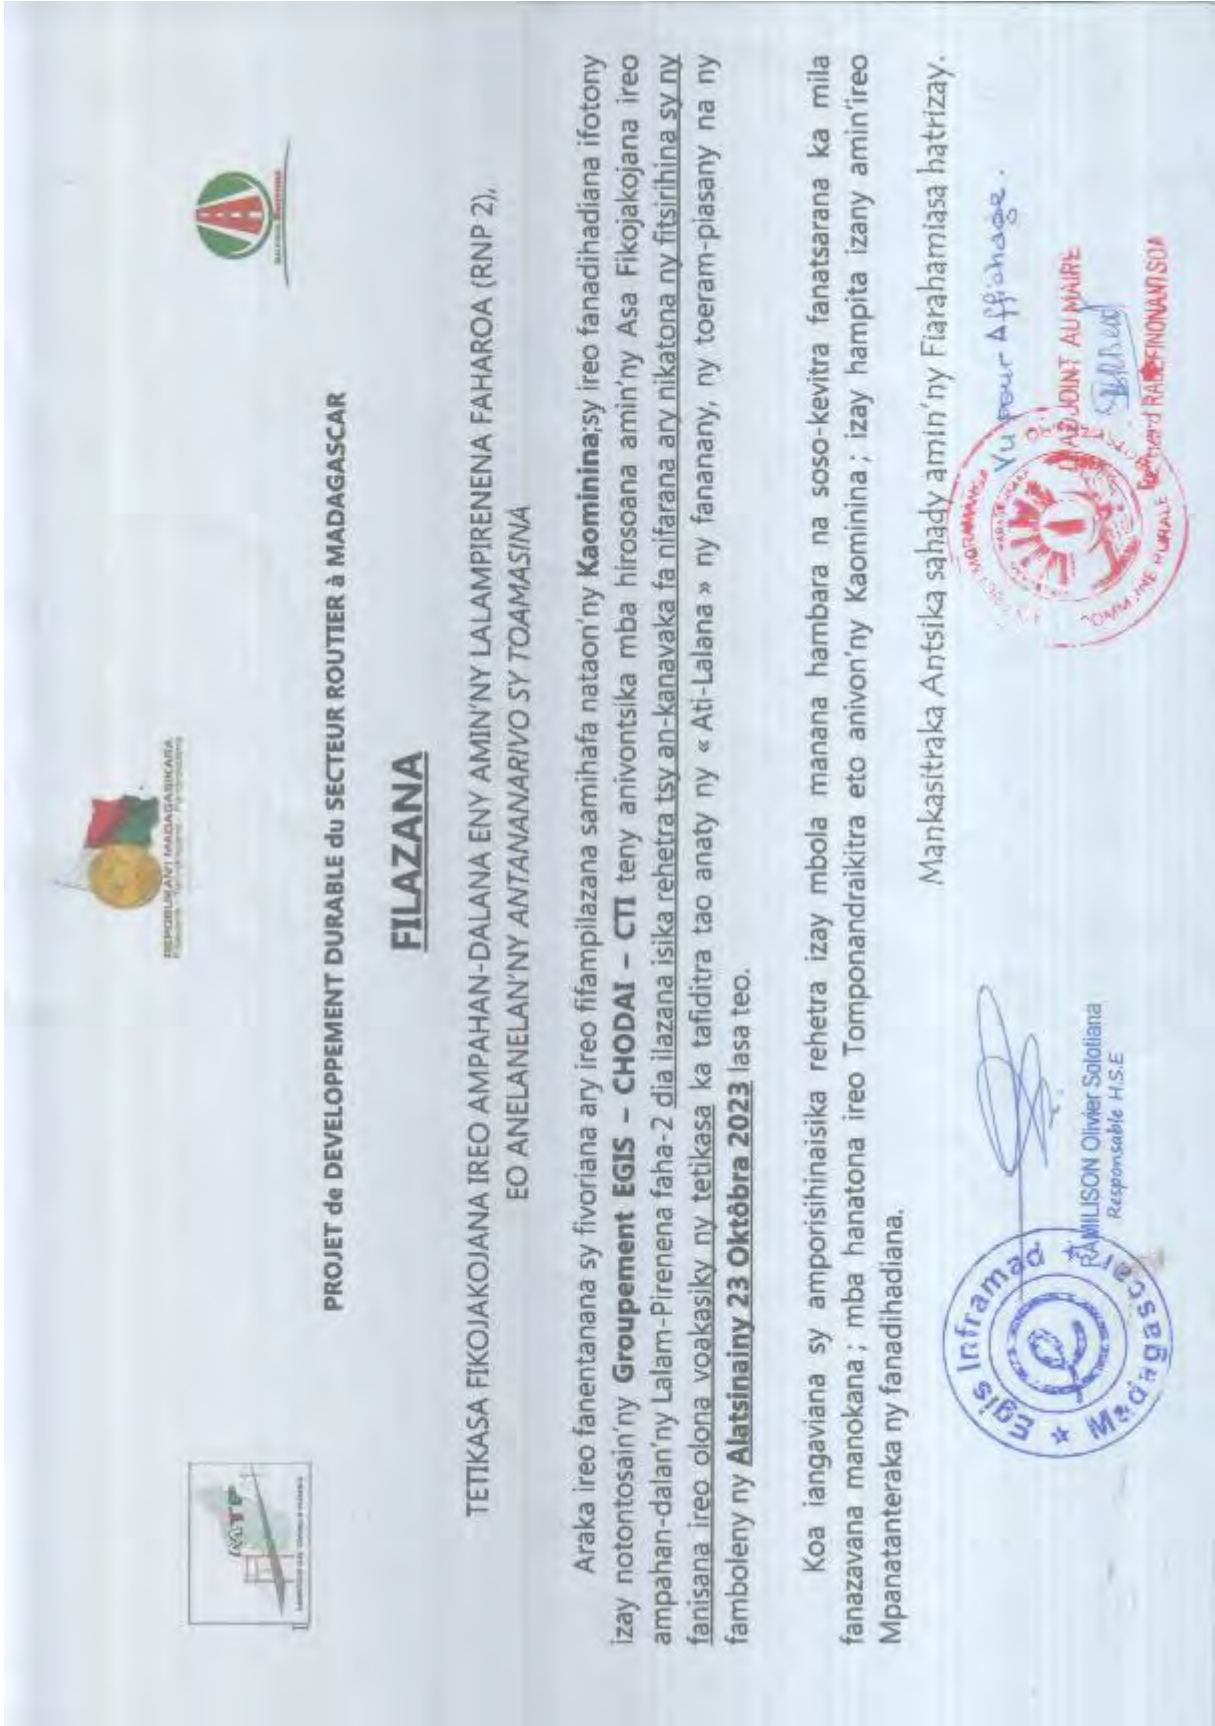 REPOBLIKAN'I MADAGASIKARA
Fitiavana - Tanindrazana - Fandrosoana
MTP
PROJET de DEVELOPPEMENT DURABLE du SECTEUR ROUTIER à MADAGASCAR
FILAZANA
TETIKASA FIKOJAKOJANA IREO AMPAHAN-DALANA ENY AMIN'NY LALAMPIRENENA FAHAROA (RNP 2),
EO ANELANELAN'NY ANTANANARIVO SY TOAMASINA
Araka ireo fanentanana sy fivoriana ary ireo fifampilazana samihafa nataon'ny Kaominina;sy ireo fanadihadiana ifotony
izay notontosain'ny Groupement EGIS – CHODAI – CTI teny anivontsika mba hirosoana amin'ny Asa Fikojakojana ireo
ampahan-dalan'ny Lalam-Pirenena faha-2 dia ilazana isika rehetra tsy an-kanavaka fa nifarana ary nikatona ny fitsirihina sy ny
fanisana ireo olona voakasiky ny tetikasa ka tafiditra tao anaty ny « Ati-Lalana » ny fananany, ny toeram-piasany na ny
famboleny ny Alatsinainy 23 Oktôbra 2023 lasa teo.
Koa iangaviana sy amporisihinaisika rehetra izay mbola manana hambara na soso-kevitra fanatsarana ka mila
fanazavana manokana ; mba hanatona ireo Tomponandraikitra eto anivon'ny Kaominina ; izay hampita izany amin'ireo
Mpanatanteraka ny fanadihadiana.
Mankasitraka Antsika sahady amin'ny Fiarahamiasa hatrizay.
Vu pour Affichage.
ADJOINT AU MAIRE
COMMUNE RURALE
Egis Inframad
Madagascar
RAMILISON Olivier Solotiana
Responsable H.S.E